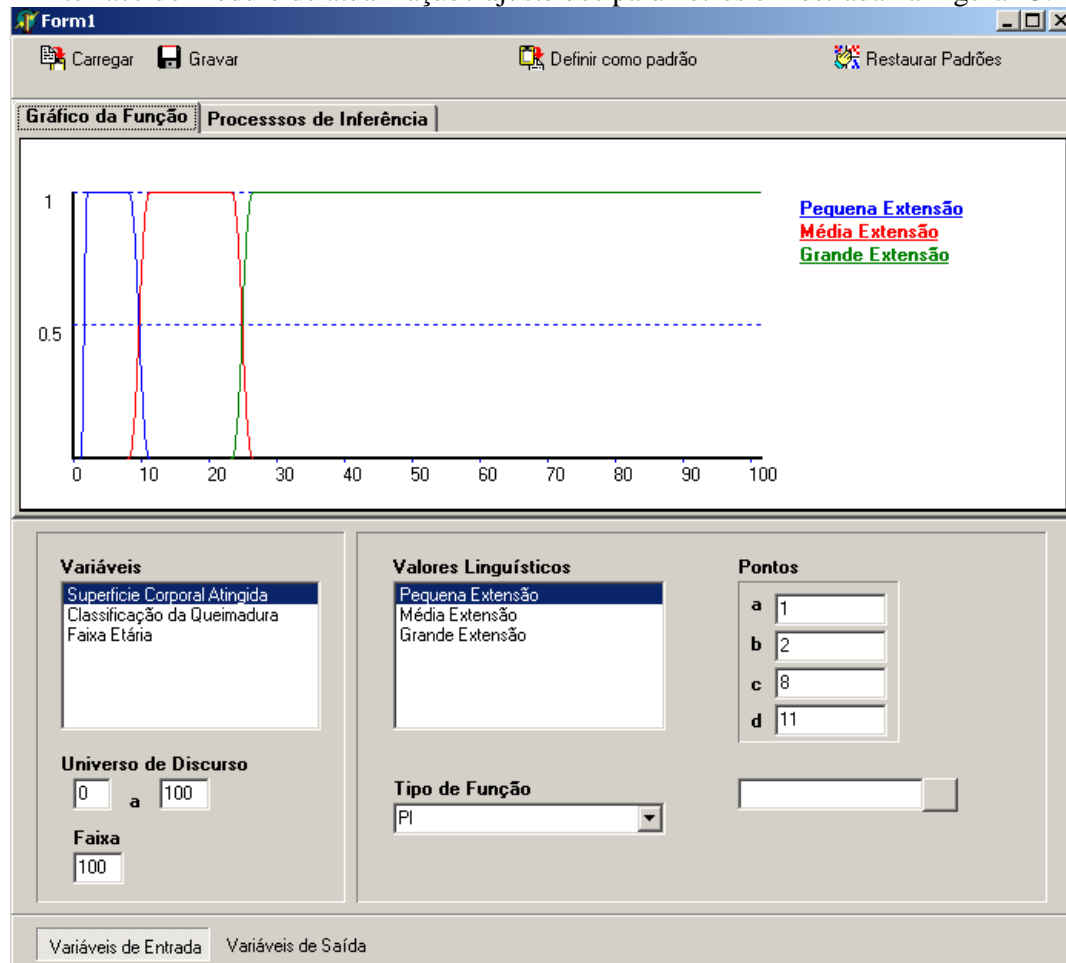 Form1
Carregar Gravar Definir como padrão Restaurar Padrões
Gráfico da Função Processsos de Inferência
1
0.5
0 10 20 30 40 50 60 70 80 90 100
Pequena Extensão
Média Extensão
Grande Extensão
Variáveis
Superficie Corporal Atingida
Classificação da Queimadura
Faixa Etária
Universo de Discurso
0 a 100
Faixa
100
Valores Linguísticos
Pequena Extensão
Média Extensão
Grande Extensão
Tipo de Função
PI
Pontos
a 1
b 2
c 8
d 11
Variáveis de Entrada Variáveis de Saída